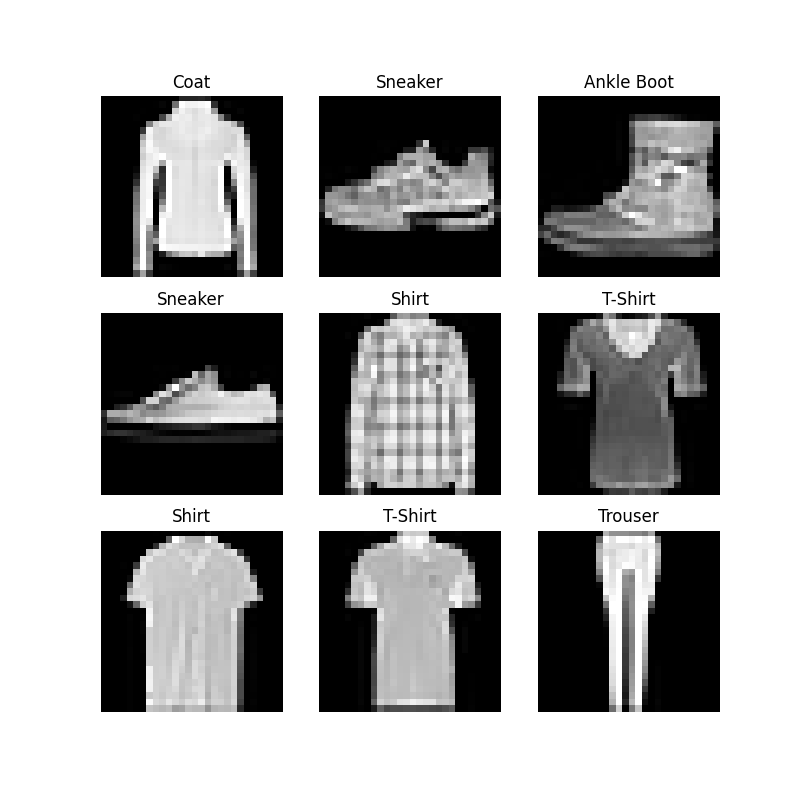 Coat
Sneaker
Ankle Boot
Sneaker
Shirt
T-Shirt
Shirt
T-Shirt
Trouser